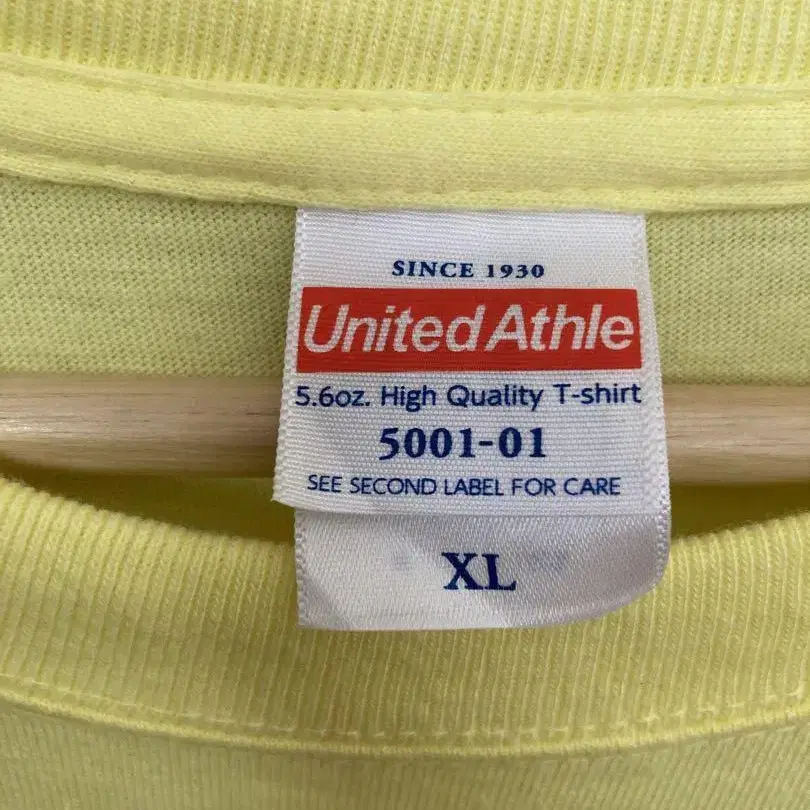 SINCE 1930
United Athle
5.6oz. High Quality T-shirt
5001-01
SEE SECOND LABEL FOR CARE
XL